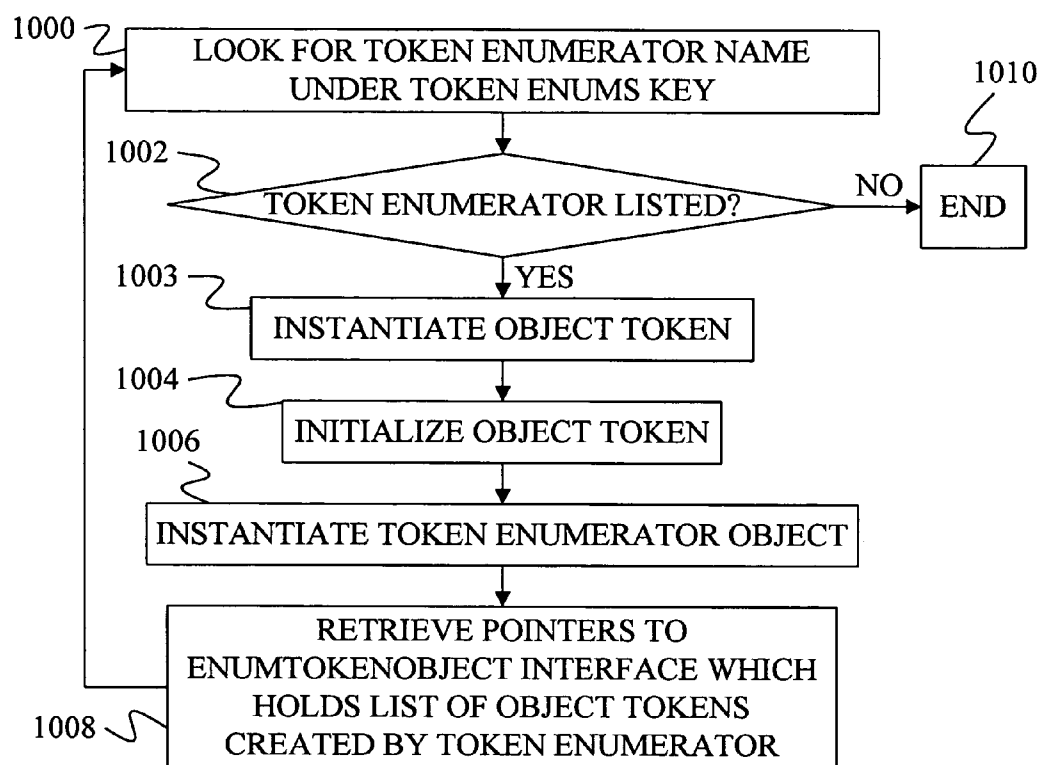 1000
LOOK FOR TOKEN ENUMERATOR NAME
UNDER TOKEN ENUMS KEY
1010
1002
TOKEN ENUMERATOR LISTED?
NO
END
YES
1003
INSTANTIATE OBJECT TOKEN
1004
INITIALIZE OBJECT TOKEN
1006
INSTANTIATE TOKEN ENUMERATOR OBJECT
RETRIEVE POINTERS TO
ENUMTOKENOBJECT INTERFACE WHICH
HOLDS LIST OF OBJECT TOKENS
CREATED BY TOKEN ENUMERATOR
1008